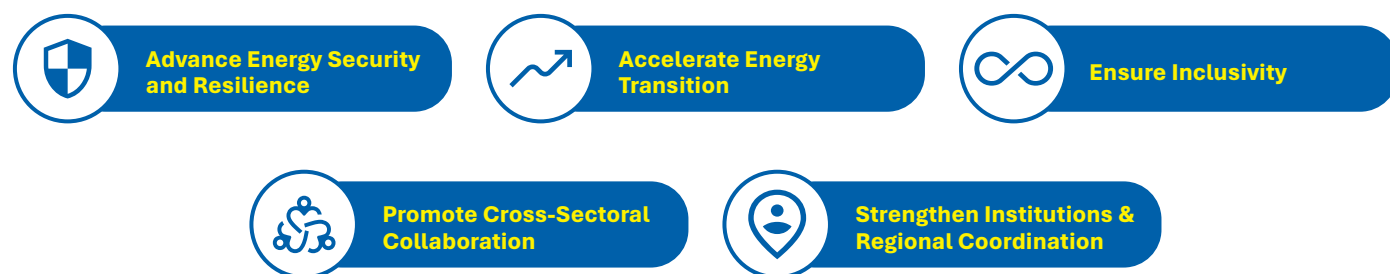 Advance Energy Security
and Resilience
Accelerate Energy
Transition
Ensure Inclusivity
Promote Cross-Sectoral
Collaboration
Strengthen Institutions &
Regional Coordination